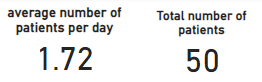 average number of
patients per day
1.72
Total number of
patients
50